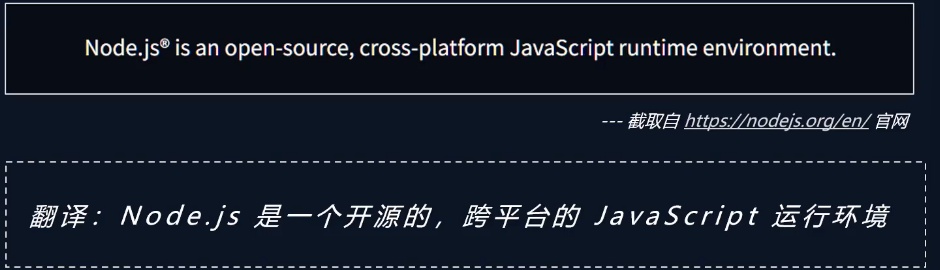 Node.js® is an open-source, cross-platform JavaScript runtime environment.
--- 截取自 https://nodejs.org/en/ 官网
翻译：Node.js 是一个开源的，跨平台的 JavaScript 运行环境